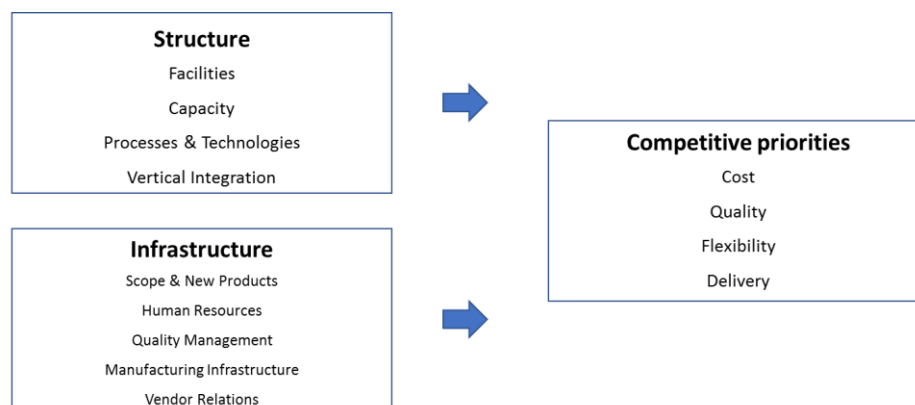 Structure
Facilities
Capacity
Processes & Technologies
Vertical Integration
Infrastructure
Scope & New Products
Human Resources
Quality Management
Manufacturing Infrastructure
Vendor Relations
Competitive priorities
Cost
Quality
Flexibility
Delivery